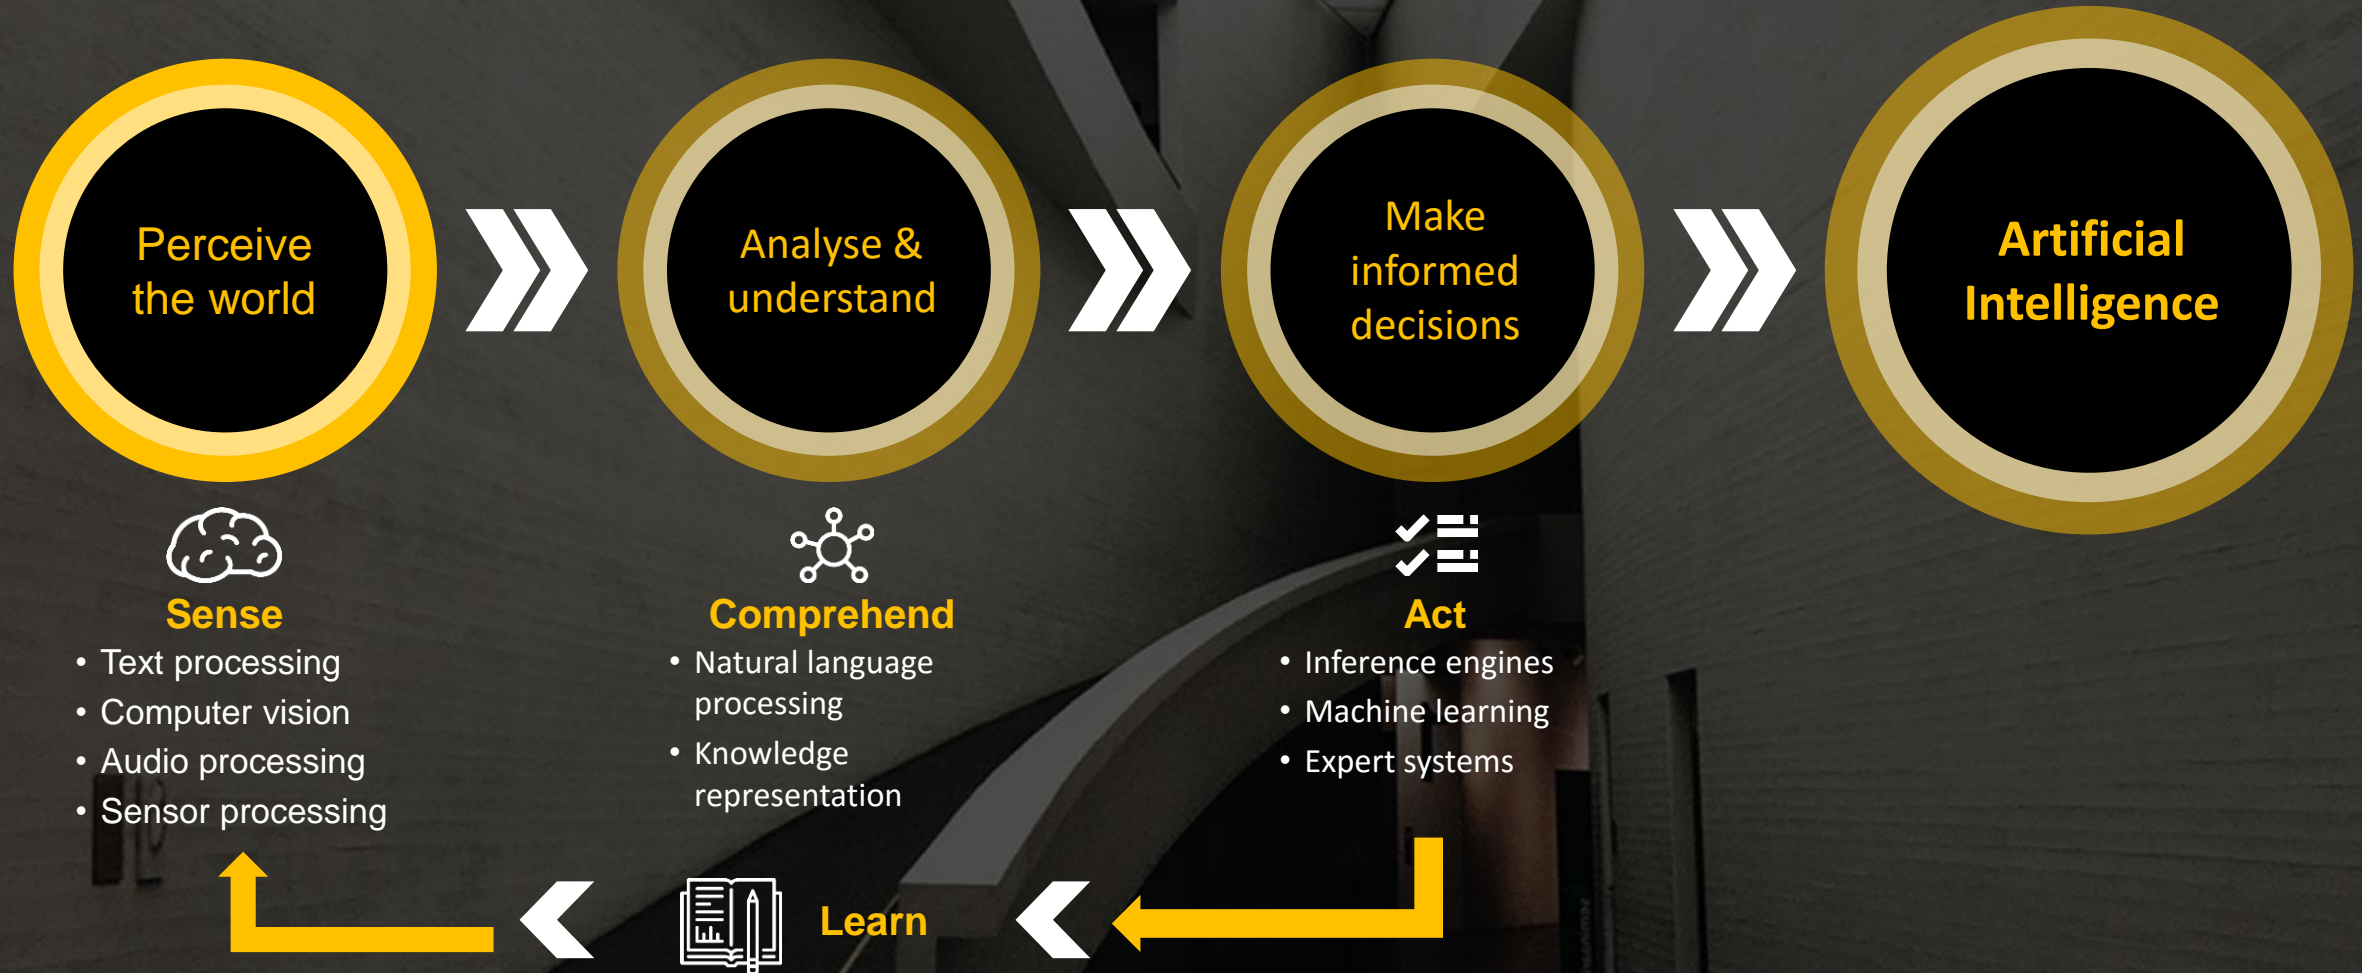 Perceive
the world
Analyse &
understand
Make
informed
decisions
Artificial
Intelligence
Sense
• Text processing
• Computer vision
• Audio processing
• Sensor processing
Comprehend
• Natural language
processing
• Knowledge
representation
Act
• Inference engines
• Machine learning
• Expert systems
Learn